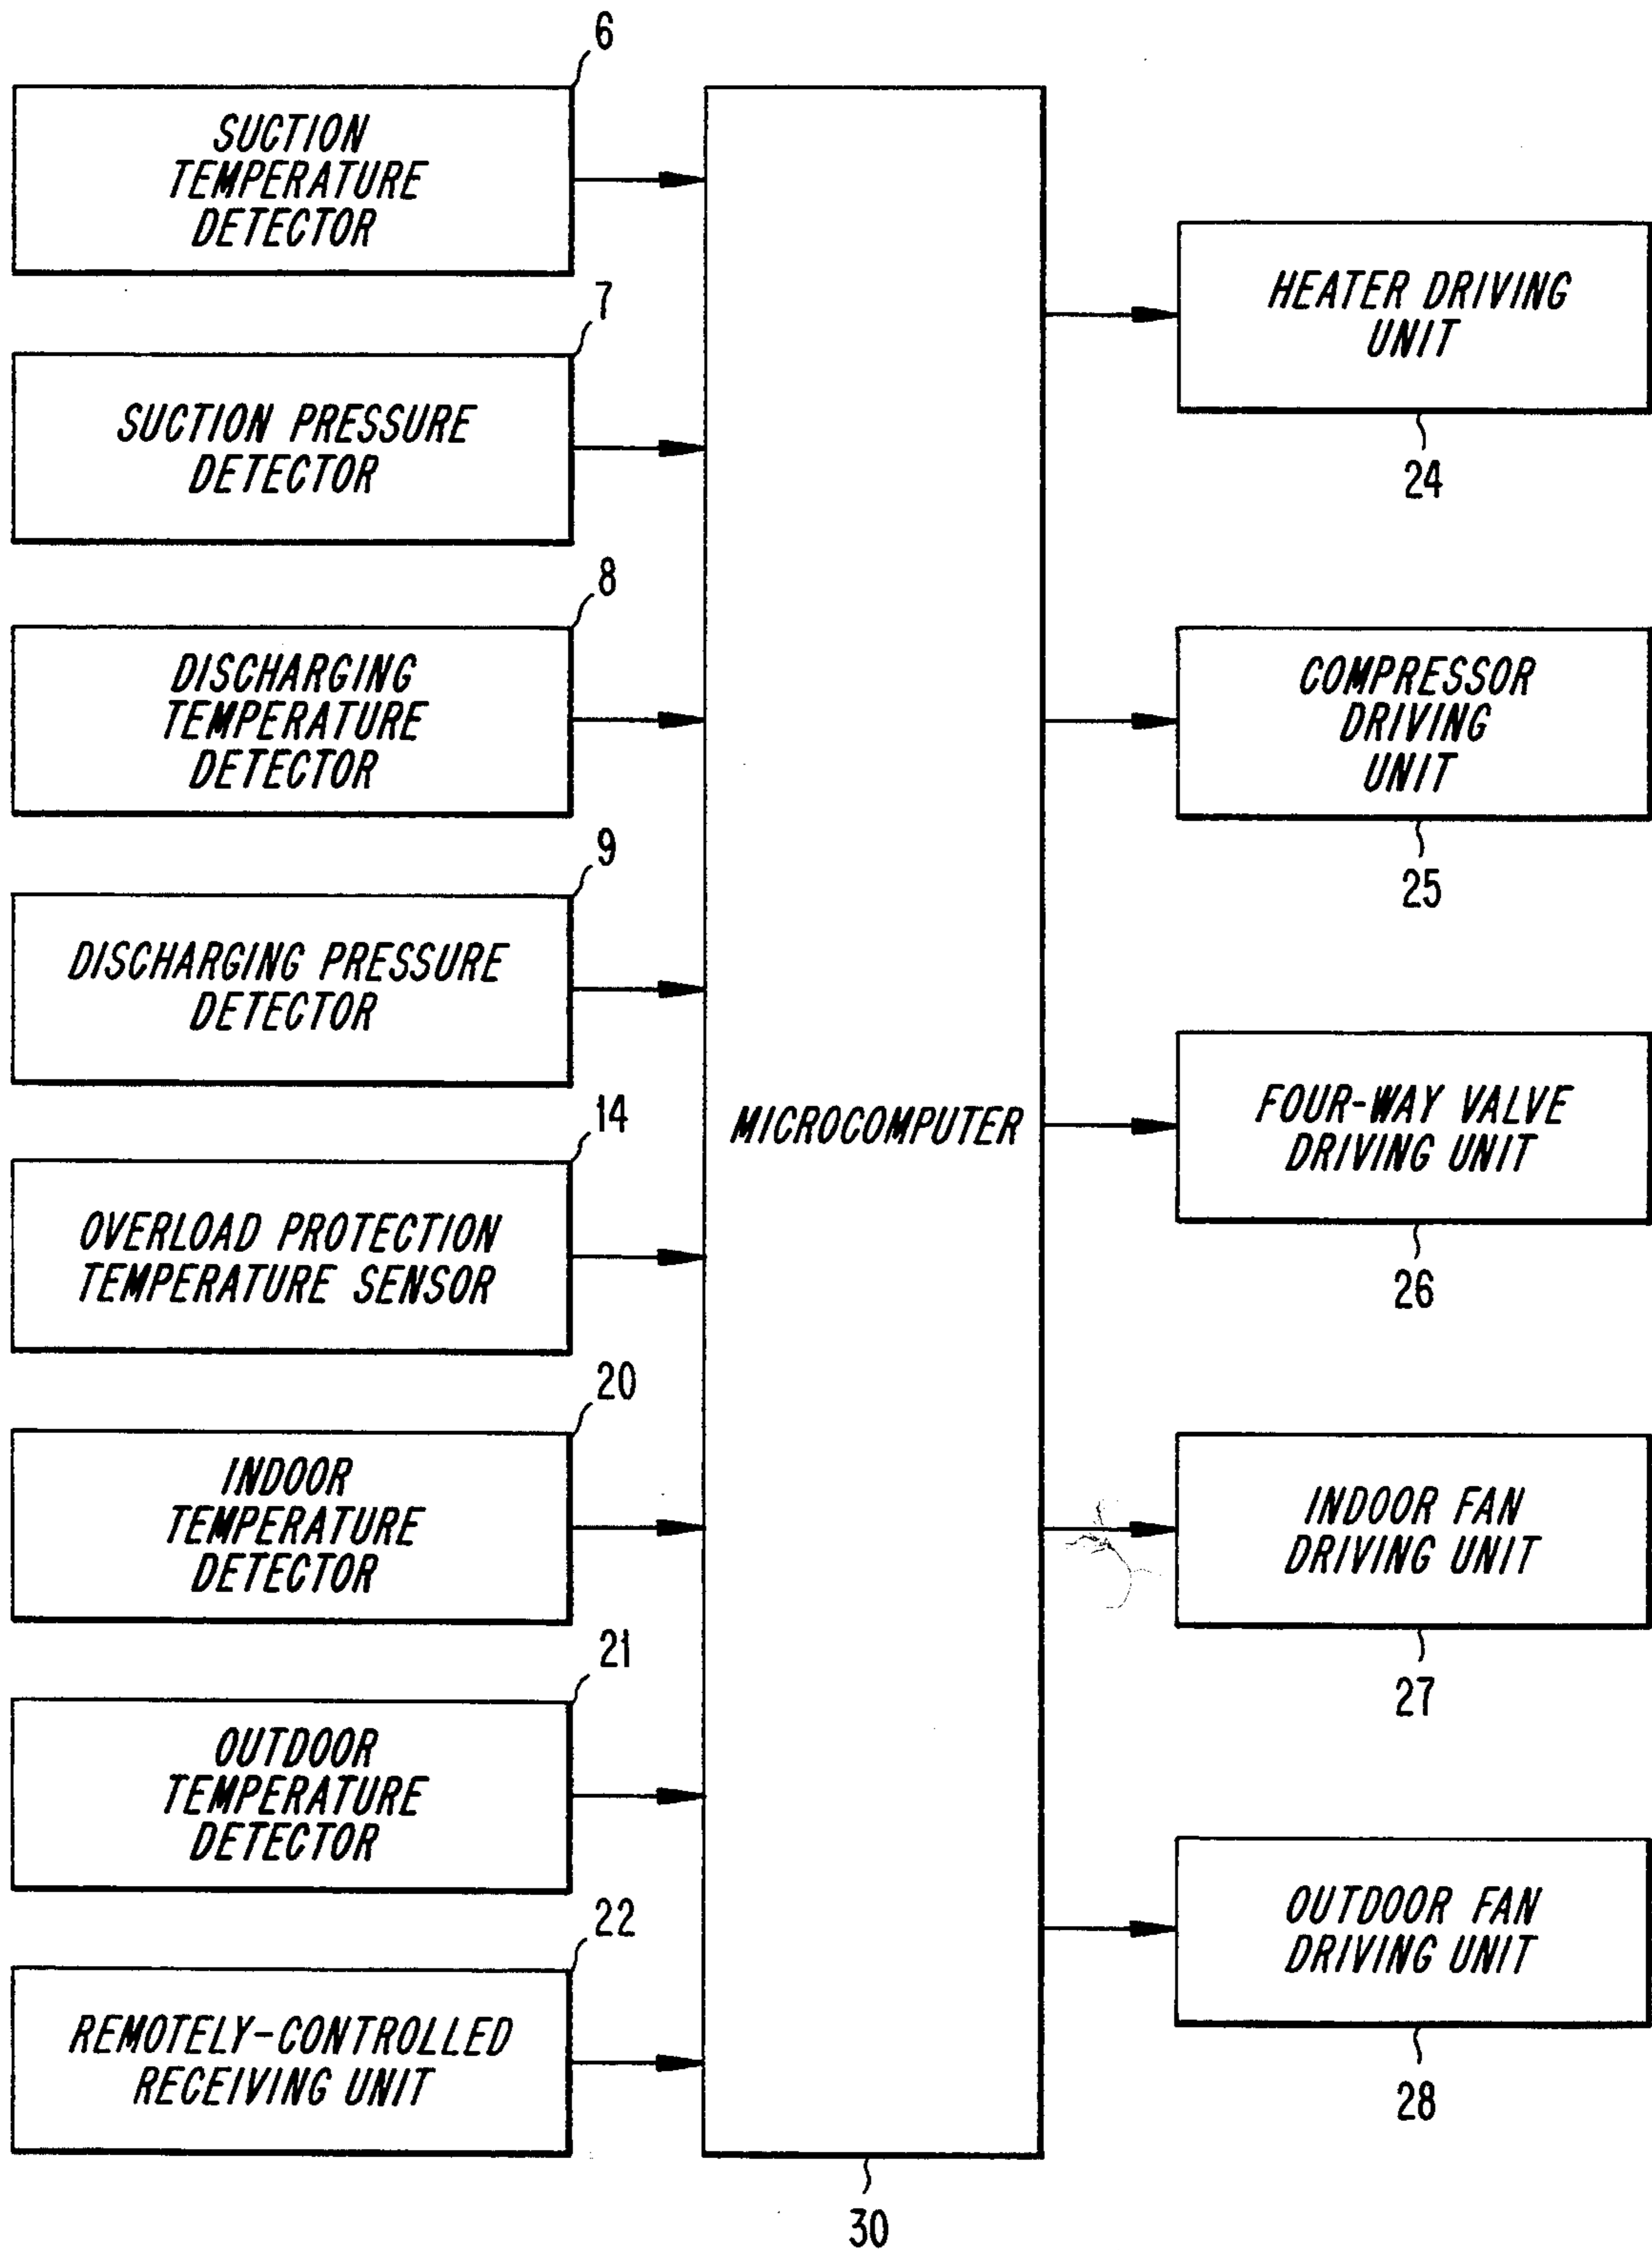 6
SUCTION
TEMPERATURE
DETECTOR
7
SUCTION PRESSURE
DETECTOR
8
DISCHARGING
TEMPERATURE
DETECTOR
9
DISCHARGING PRESSURE
DETECTOR
14
OVERLOAD PROTECTION
TEMPERATURE SENSOR
20
INDOOR
TEMPERATURE
DETECTOR
21
OUTDOOR
TEMPERATURE
DETECTOR
22
REMOTELY-CONTROLLED
RECEIVING UNIT
MICROCOMPUTER
30
HEATER DRIVING
UNIT
24
COMPRESSOR
DRIVING
UNIT
25
FOUR-WAY VALVE
DRIVING UNIT
26
INDOOR FAN
DRIVING UNIT
27
OUTDOOR FAN
DRIVING UNIT
28